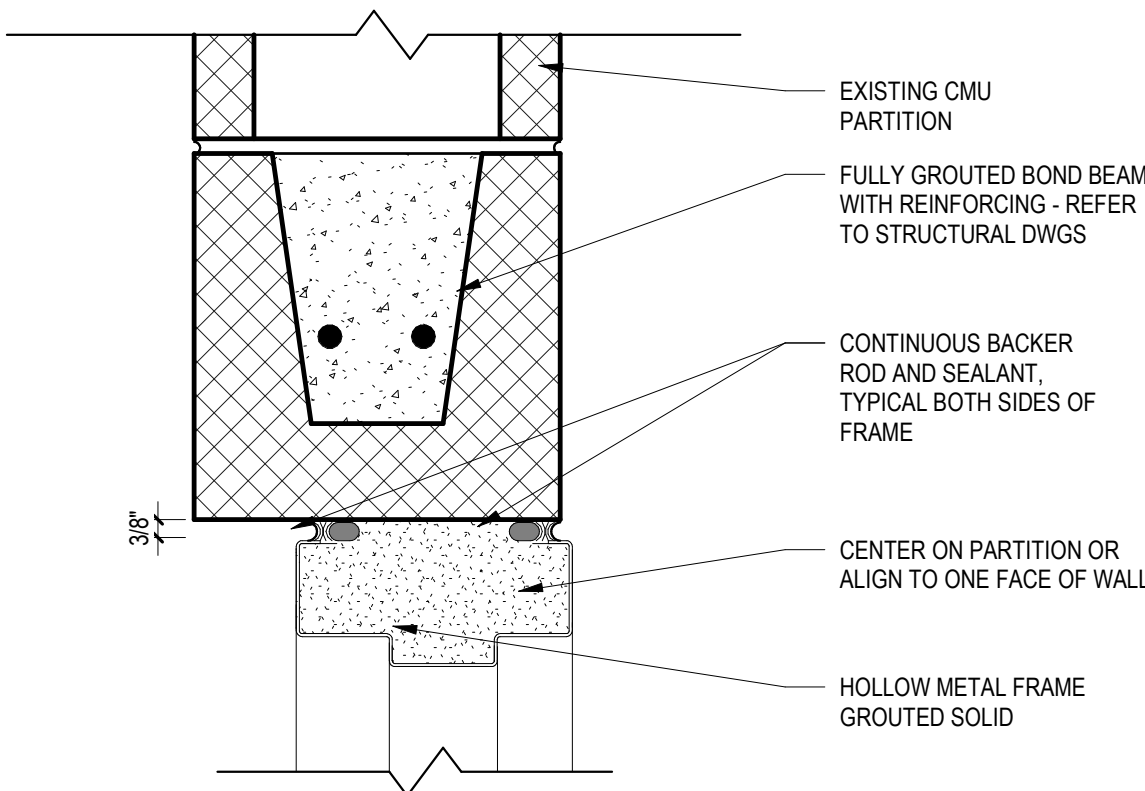 EXISTING CMU
PARTITION
FULLY GROUTED BOND BEAM
WITH REINFORCING - REFER
TO STRUCTURAL DWGS
CONTINUOUS BACKER
ROD AND SEALANT,
TYPICAL BOTH SIDES OF
FRAME
3/8"
CENTER ON PARTITION OR
ALIGN TO ONE FACE OF WALL
HOLLOW METAL FRAME
GROUTED SOLID